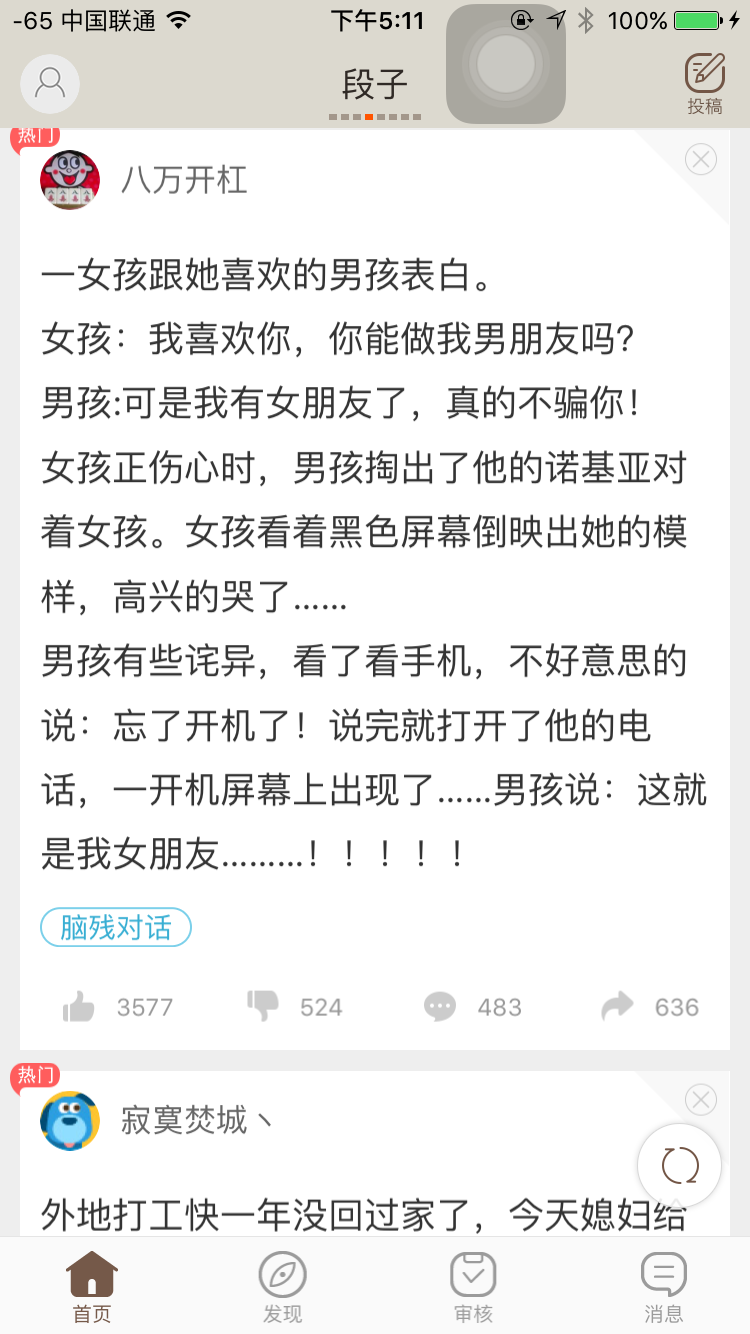 -65 中国联通 下午5:11 100%
段子
投稿
热门
八万开杠
一女孩跟她喜欢的男孩表白。
女孩：我喜欢你，你能做我男朋友吗？
男孩:可是我有女朋友了，真的不骗你！
女孩正伤心时，男孩掏出了他的诺基亚对
着女孩。女孩看着黑色屏幕倒映出她的模
样，高兴的哭了......
男孩有些诧异，看了看手机，不好意思的
说：忘了开机了！说完就打开了他的电
话，一开机屏幕上出现了......男孩说：这就
是我女朋友.........！！！！！
脑残对话
3577 524 483 636
热门
寂寞焚城丶
外地打工快一年没回过家了，今天媳妇给
首页 发现 审核 消息